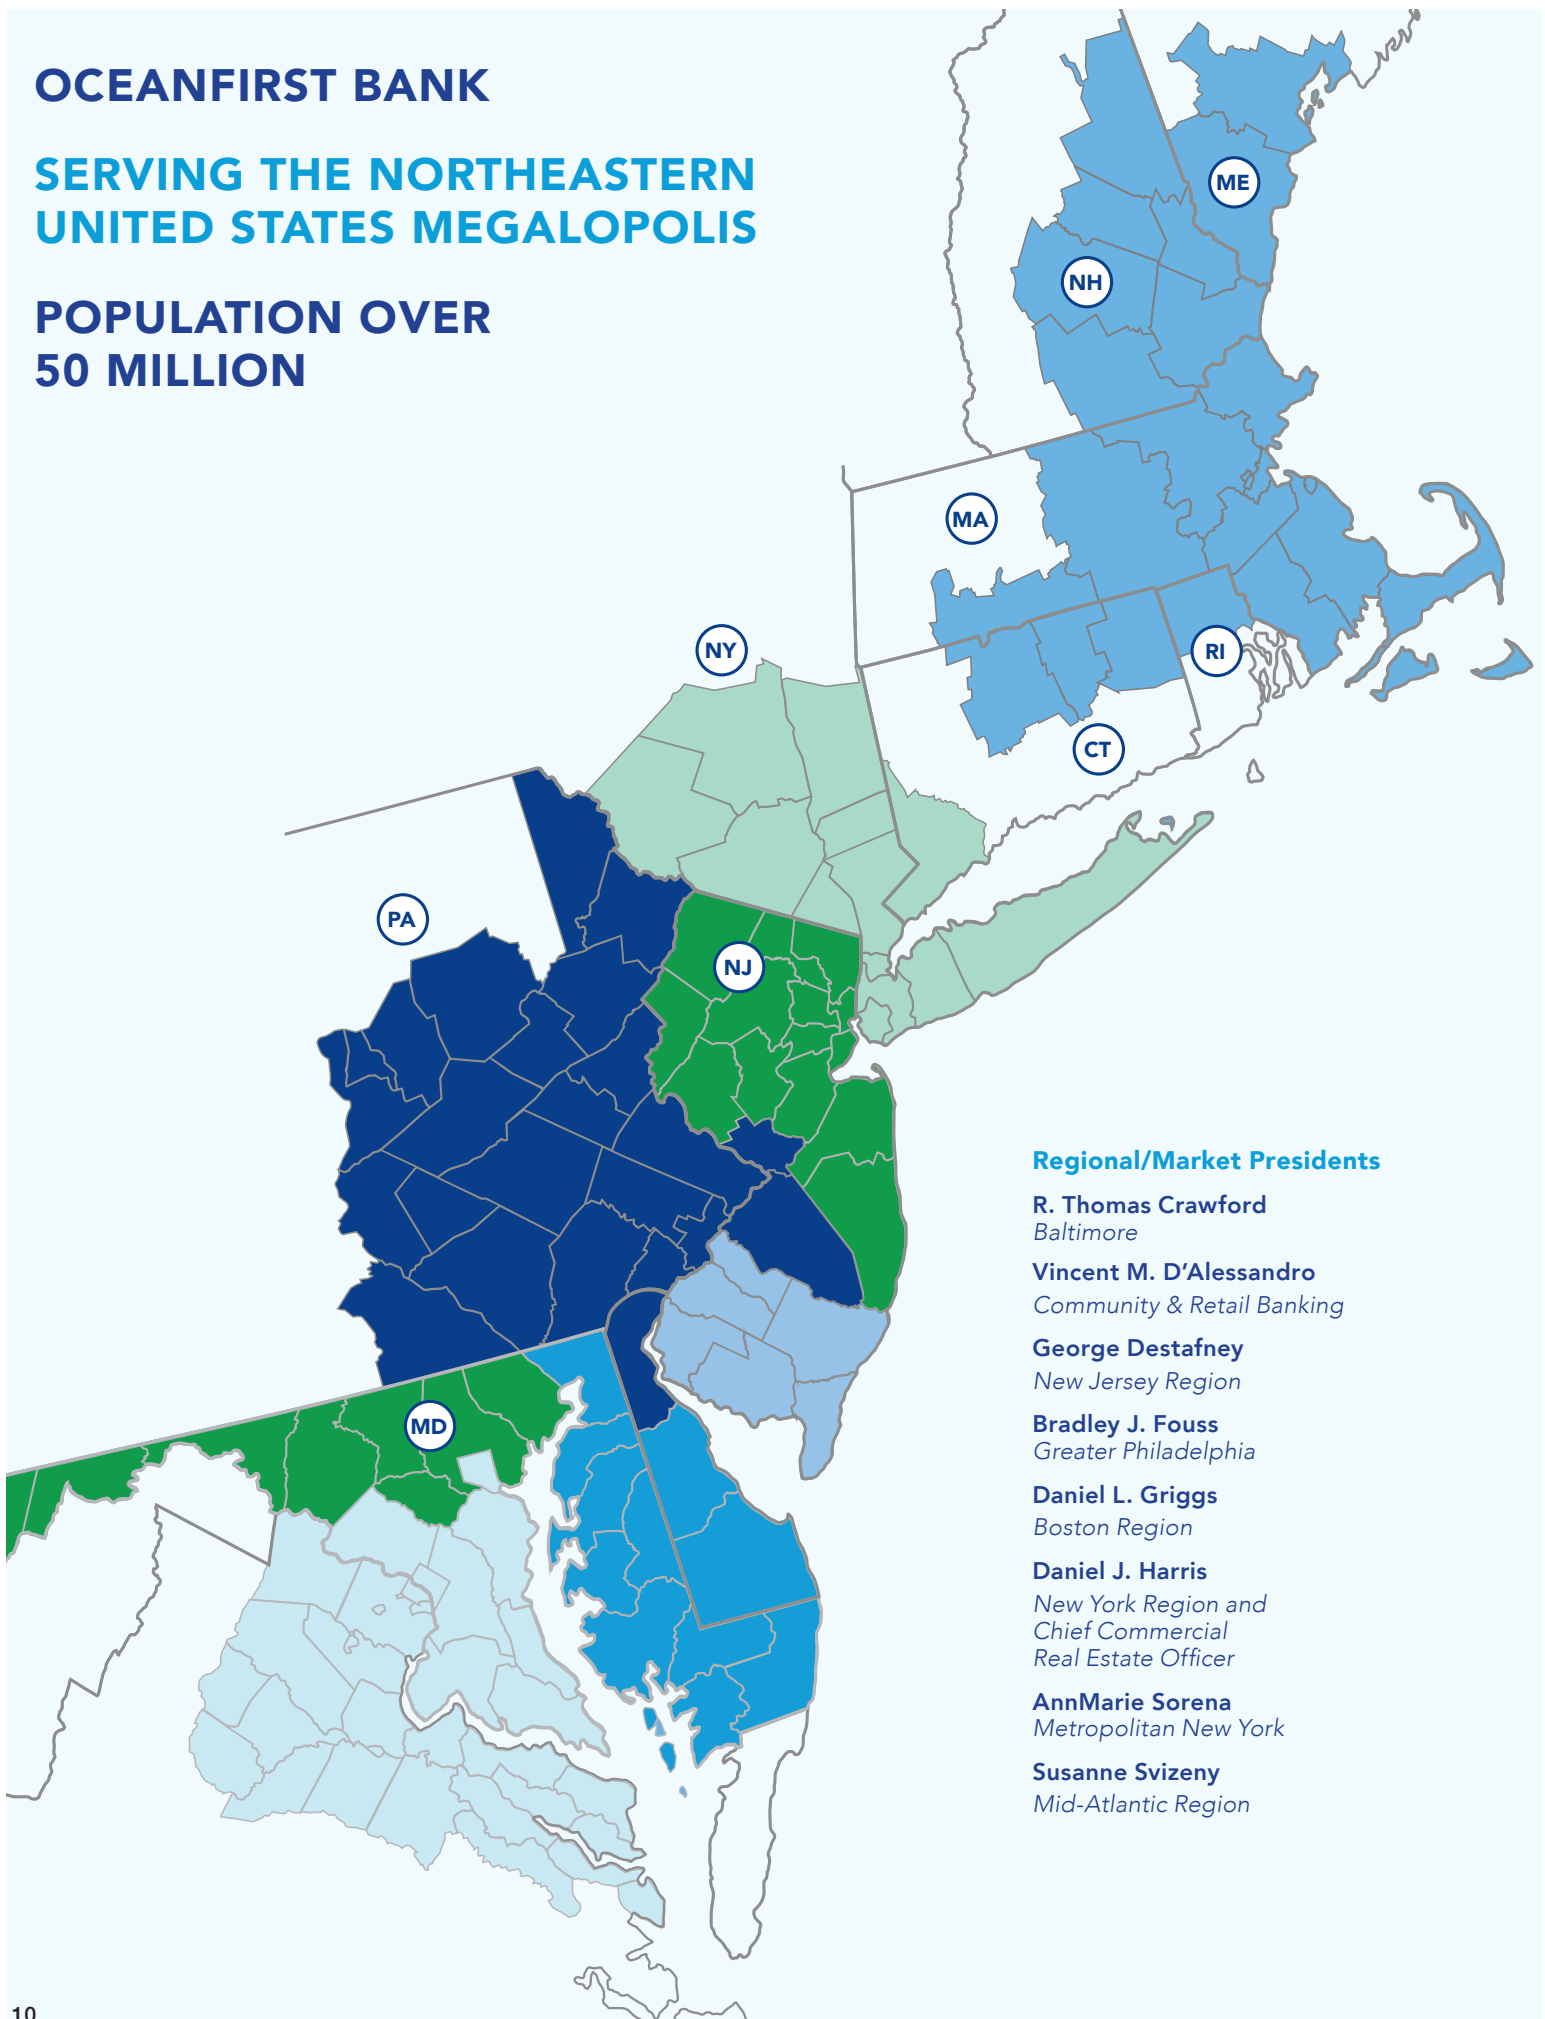 OCEANFIRST BANK
SERVING THE NORTHEASTERN
UNITED STATES MEGALOPOLIS
POPULATION OVER
50 MILLION
ME
NH
MA
NY
RI
CT
PA
NJ
MD
Regional/Market Presidents
R. Thomas Crawford
Baltimore
Vincent M. D’Alessandro
Community & Retail Banking
George Destafney
New Jersey Region
Bradley J. Fouss
Greater Philadelphia
Daniel L. Griggs
Boston Region
Daniel J. Harris
New York Region and
Chief Commercial
Real Estate Officer
AnnMarie Sorena
Metropolitan New York
Susanne Svizeny
Mid-Atlantic Region
10